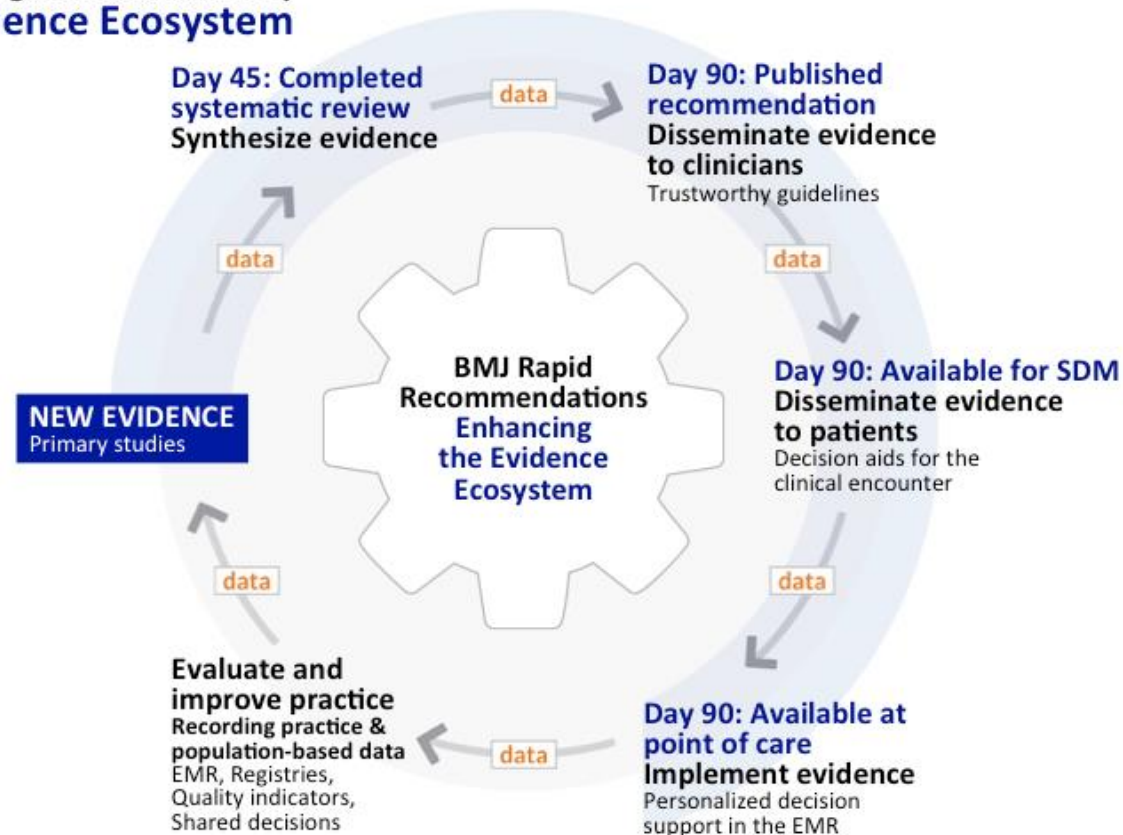 ence Ecosystem
Day 45: Completed
systematic review
Synthesize evidence
data
Day 90: Published
recommendation
Disseminate evidence
to clinicians
Trustworthy guidelines
data
data
BMJ Rapid
Recommendations
Enhancing
the Evidence
Ecosystem
Day 90: Available for SDM
Disseminate evidence
to patients
Decision aids for the
clinical encounter
NEW EVIDENCE
Primary studies
data
data
Evaluate and
improve practice
Recording practice &
population-based data
EMR, Registries,
Quality indicators,
Shared decisions
data
Day 90: Available at
point of care
Implement evidence
Personalized decision
support in the EMR